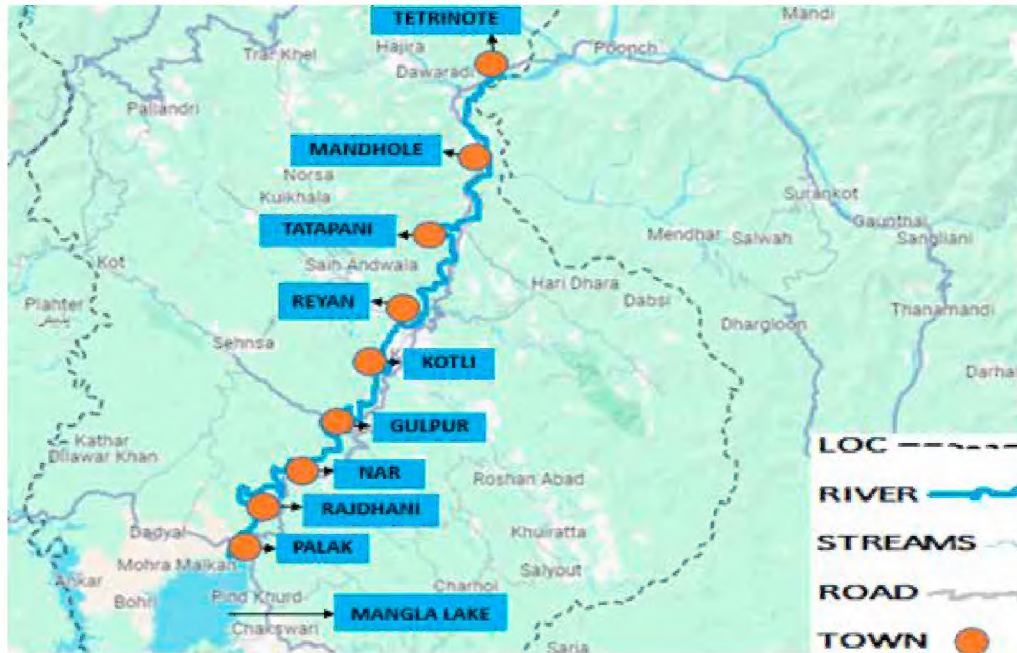 TETRINOTE
Mandi
Hajira
Poonch
Trar Khel
Dawaradi
Pallandri
MANDHOLE
Norsa
Kuikhala
Surankot
TATAPANI
Gaunthal
Mendhar
Salwah
Sangliani
Kot
Saih Andwala
Hari Dhara
Plahter
REYAN
Dabsi
Thanamandi
Dhargloon
Sehnsa
KOTLI
Darhal
GULPUR
Kathar
Dilawar Khan
LOC
NAR
Roshan Abad
RIVER
RAJDHANI
Dadyal
Khuiratta
PALAK
STREAMS
Mohra Malkan
Salyout
Ankar
Charhoi
Bohri
Pind Khurd
ROAD
MANGLA LAKE
Chakswari
TOWN
Saria